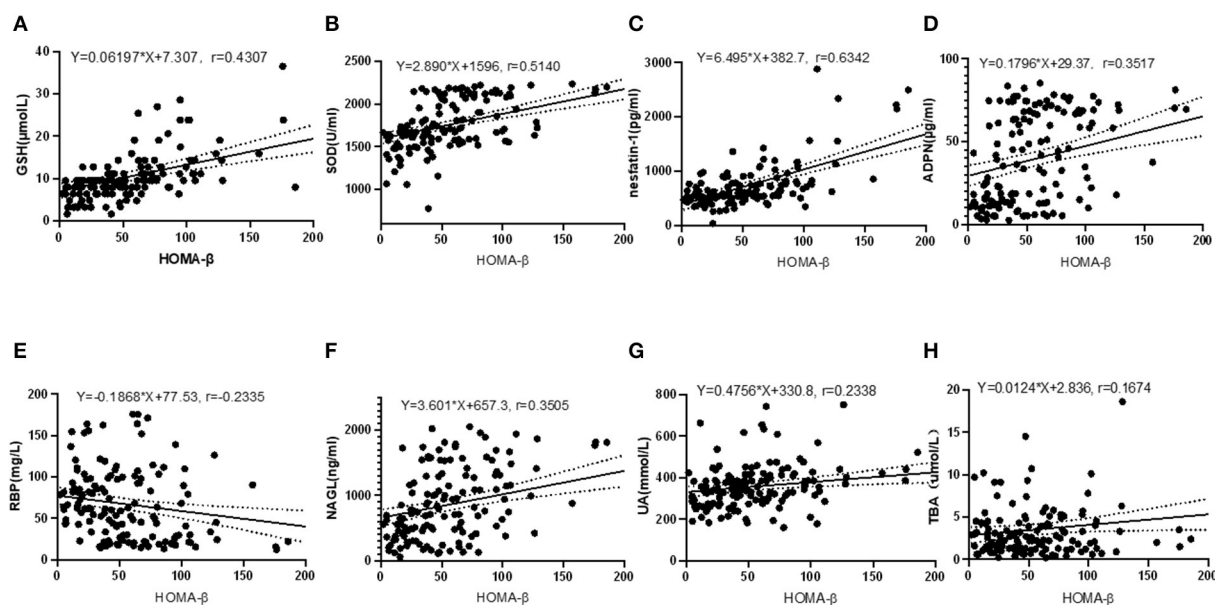 A
Y=0.06197*X+7.307, r=0.4307
GSH(μmol/L)
40
30
20
10
0
0 50 100 150 200
HOMA-β
B
Y=2.890*X+1596, r=0.5140
SOD(U/ml)
2500
2000
1500
1000
0 50 100 150 200
HOMA-β
C
Y=6.495*X+382.7, r=0.6342
nesfatin-1(pg/ml)
3000
2000
1000
0
0 50 100 150 200
HOMA-β
D
Y=0.1796*X+29.37, r=0.3517
ADPN(pg/ml)
100
50
0
0 50 100 150 200
HOMA-β
E
Y=-0.1868*X+77.53, r=-0.2335
RBP(mg/L)
200
150
100
50
0
0 50 100 150 200
HOMA-β
F
Y=3.601*X+657.3, r=0.3505
NAGL(ng/ml)
2000
1000
0
0 50 100 150 200
HOMA-β
G
Y=0.4756*X+330.8, r=0.2338
UA(mmol/L)
800
600
400
200
0
0 50 100 150 200
HOMA-β
H
Y=0.0124*X+2.836, r=0.1674
TBA (umol/L)
20
15
10
5
0
0 50 100 150 200
HOMA-β